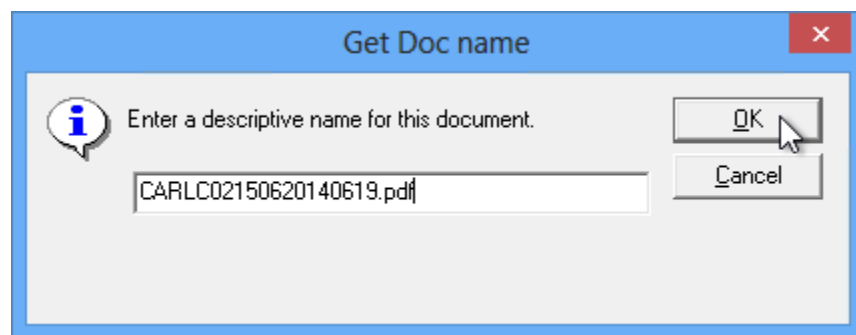 Get Doc name
Enter a descriptive name for this document.
OK
CARLC02150620140619.pdf
Cancel